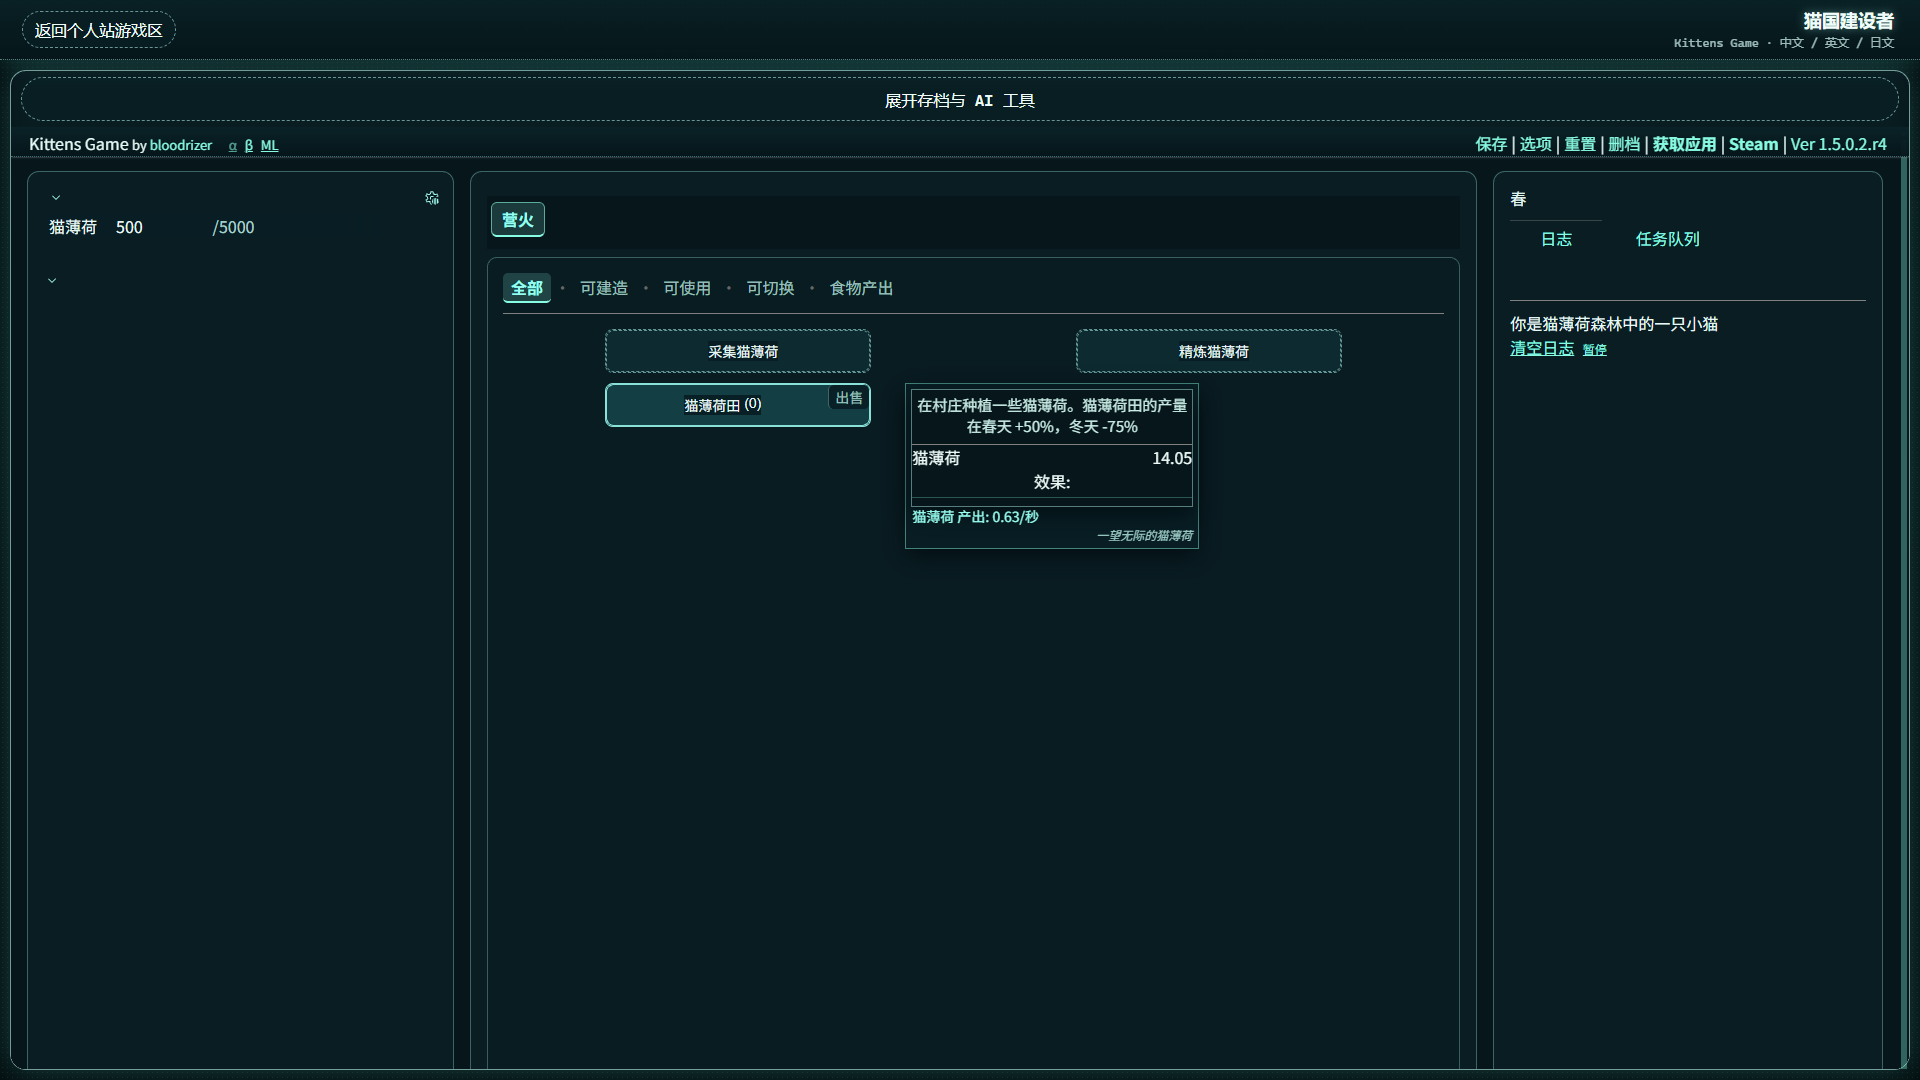 返回个人站游戏区
猫国建设者
Kittens Game · 中文 / 英文 / 日文
展开存档与 AI 工具
Kittens Game by bloodrizer α β ML
保存 | 选项 | 重置 | 删档 | 获取应用 | Steam | Ver 1.5.0.2.r4
猫薄荷 500 /5000
营火
全部 • 可建造 • 可使用 • 可切换 • 食物产出
采集猫薄荷
精炼猫薄荷
猫薄荷田 (0)
出售
在村庄种植一些猫薄荷。猫薄荷田的产量
在春天 +50%，冬天 -75%
猫薄荷 14.05
效果:
猫薄荷 产出: 0.63/秒
一望无际的猫薄荷
春
日志 任务队列
你是猫薄荷森林中的一只小猫
清空日志 暂停